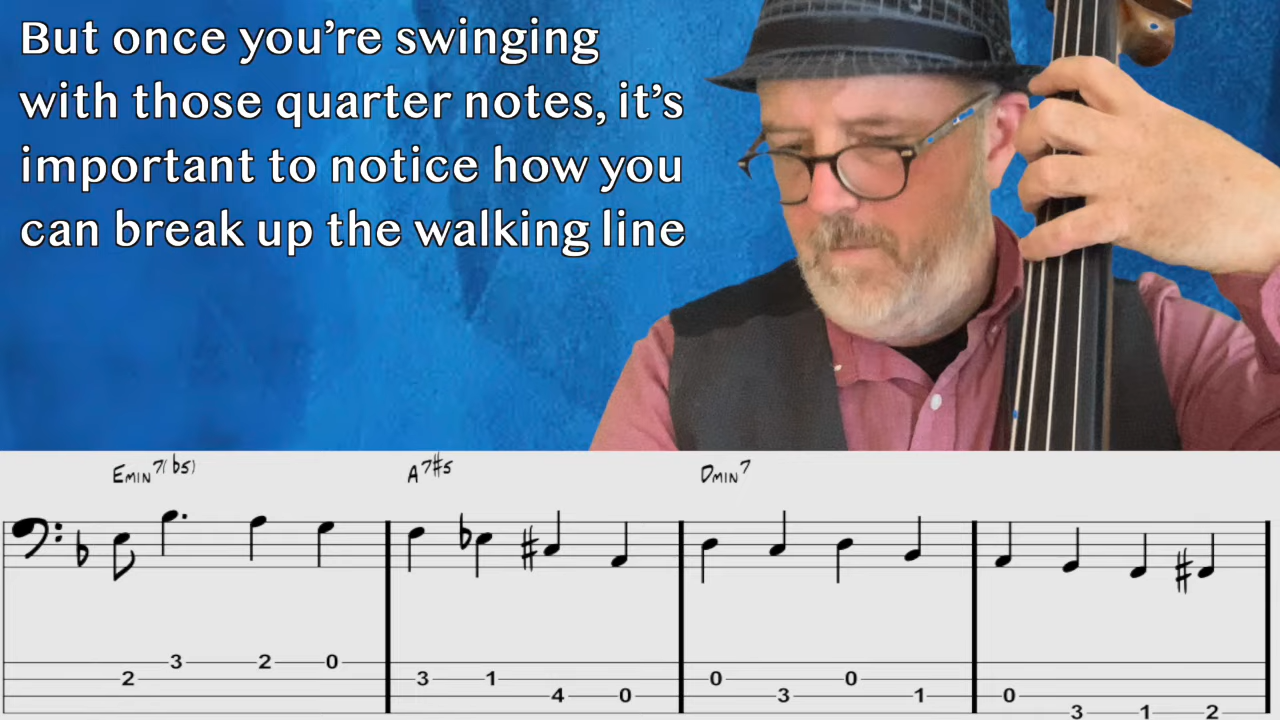 But once you’re swinging
with those quarter notes, it’s
important to notice how you
can break up the walking line
Emin7(b5) A7#5 Dmin7
3 2 0
2 3 1 0 0
4 0 3 1 0
3 1 2